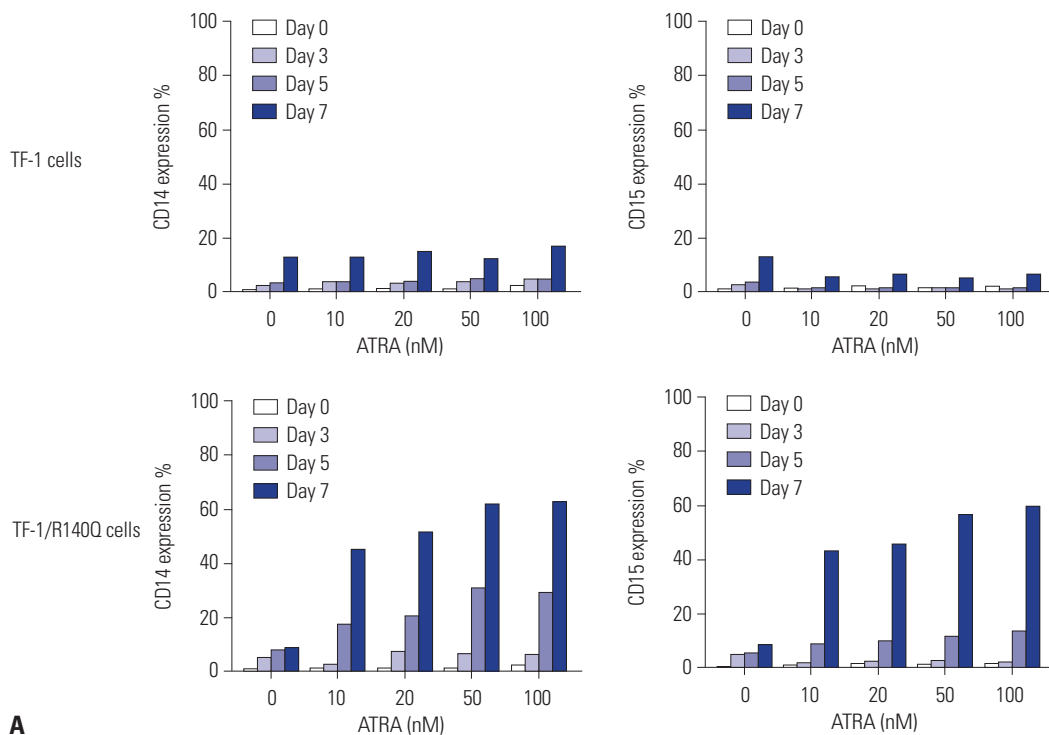 TF-1 cells
CD14 expression %
100
80
60
40
20
0
Day 0
Day 3
Day 5
Day 7
0 10 20 50 100
ATRA (nM)
CD15 expression %
100
80
60
40
20
0
Day 0
Day 3
Day 5
Day 7
0 10 20 50 100
ATRA (nM)
TF-1/R140Q cells
CD14 expression %
100
80
60
40
20
0
Day 0
Day 3
Day 5
Day 7
0 10 20 50 100
ATRA (nM)
CD15 expression %
100
80
60
40
20
0
Day 0
Day 3
Day 5
Day 7
0 10 20 50 100
ATRA (nM)
A